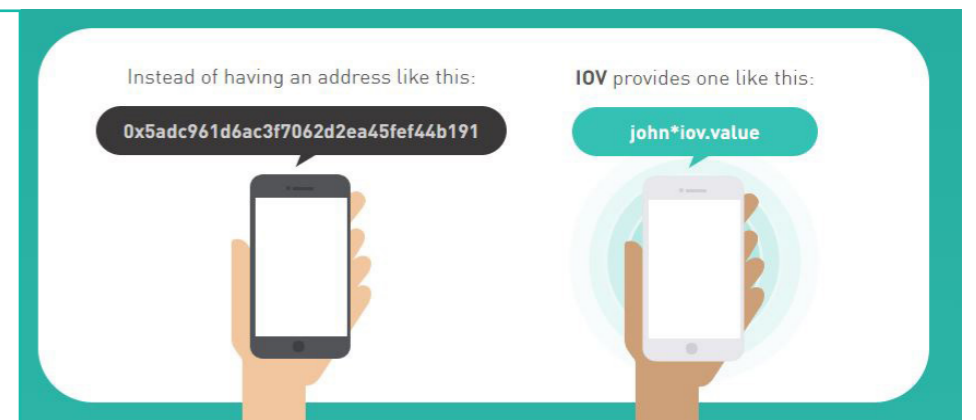 Instead of having an address like this:
0x5adc961d6ac3f7062d2ea45fef44b191
IOV provides one like this:
john*iov.value